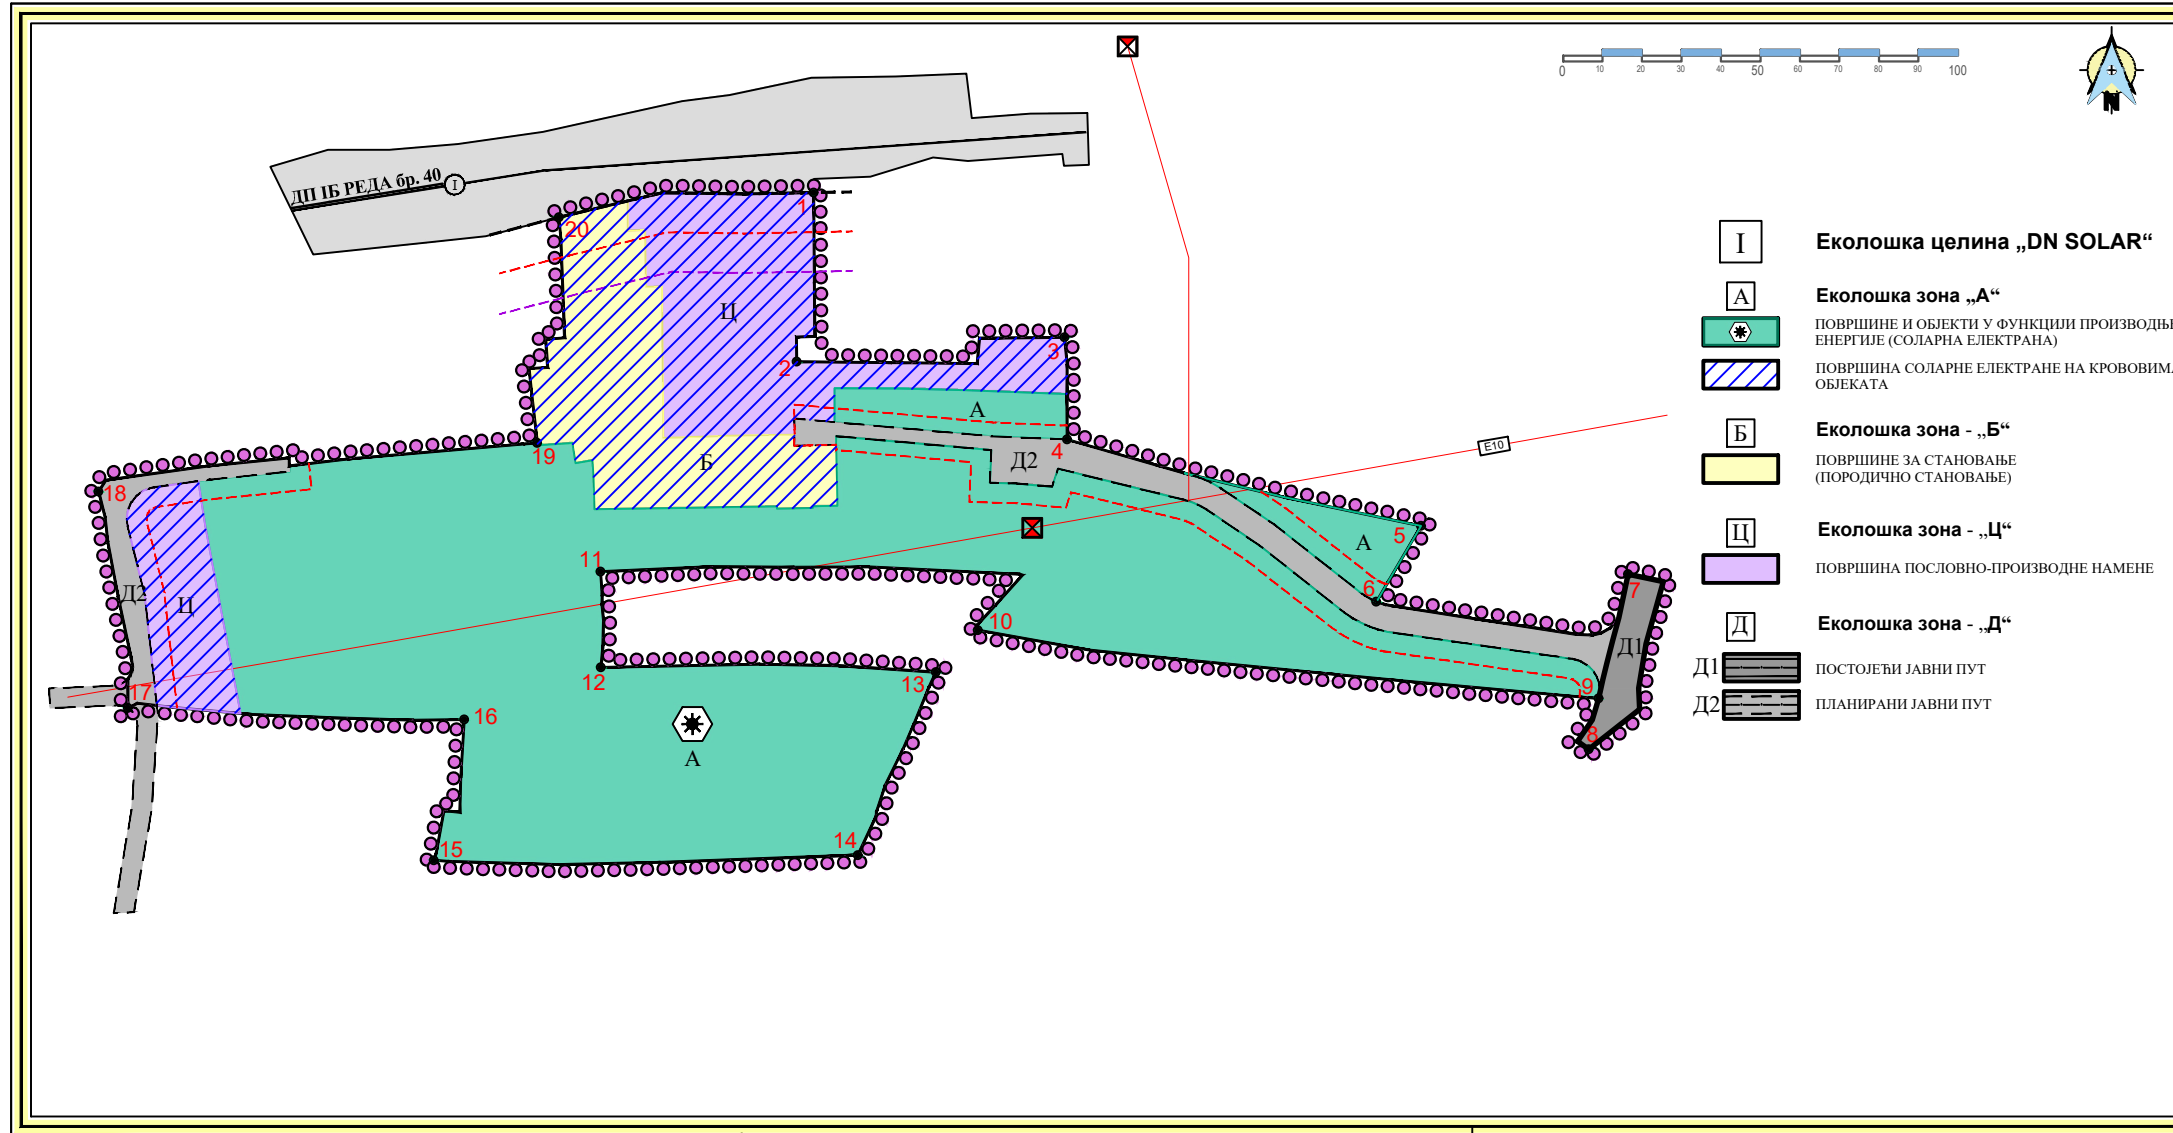 0 10 20 30 40 50 60 70 80 90 100
N
ДП IБ РЕДА бр. 40
I
1
20
Ц
2
3
А
4
Б
Д2
19
18
E10
5
А
6
7
11
10
Д2
Ц
Д1
12
13
9
17
16
8
А
14
15
I Еколошка целина „DN SOLAR“
А Еколошка зона „А“
ПОВРШИНЕ И ОБЈЕКТИ У ФУНКЦИЈИ ПРОИЗВОДЊЕ
ЕНЕРГИЈЕ (СОЛАРНА ЕЛЕКТРАНА)
ПОВРШИНА СОЛАРНЕ ЕЛЕКТРАНЕ НА КРОВОВИМА
ОБЈЕКАТА
Б Еколошка зона - „Б“
ПОВРШИНЕ ЗА СТАНОВАЊЕ
(ПОРОДИЧНО СТАНОВАЊЕ)
Ц Еколошка зона - „Ц“
ПОВРШИНА ПОСЛОВНО-ПРОИЗВОДНЕ НАМЕНЕ
Д Еколошка зона - „Д“
Д1 ПОСТОЈЕЋИ ЈАВНИ ПУТ
Д2 ПЛАНИРАНИ ЈАВНИ ПУТ